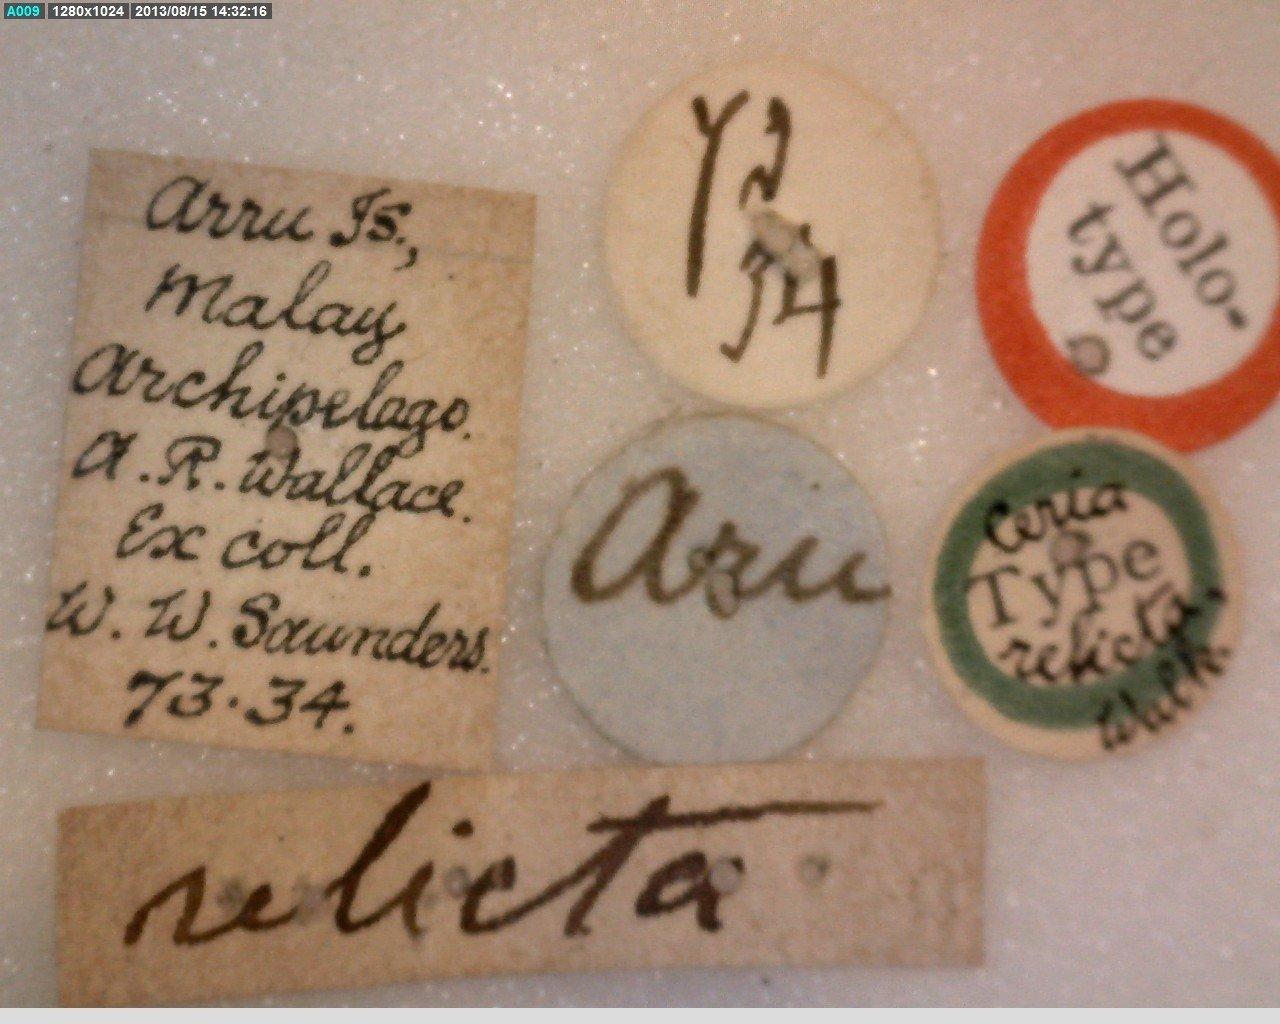 A009 1280x1024 2013/08/15 14:32:16
Arru Is.,
Malay
Archipelago.
A. R. Wallace.
Ex coll.
W. W. Saunders.
73.34.
34
Holo-
type
Aru
Ceria
Type
relicta,
Walk.
relicta